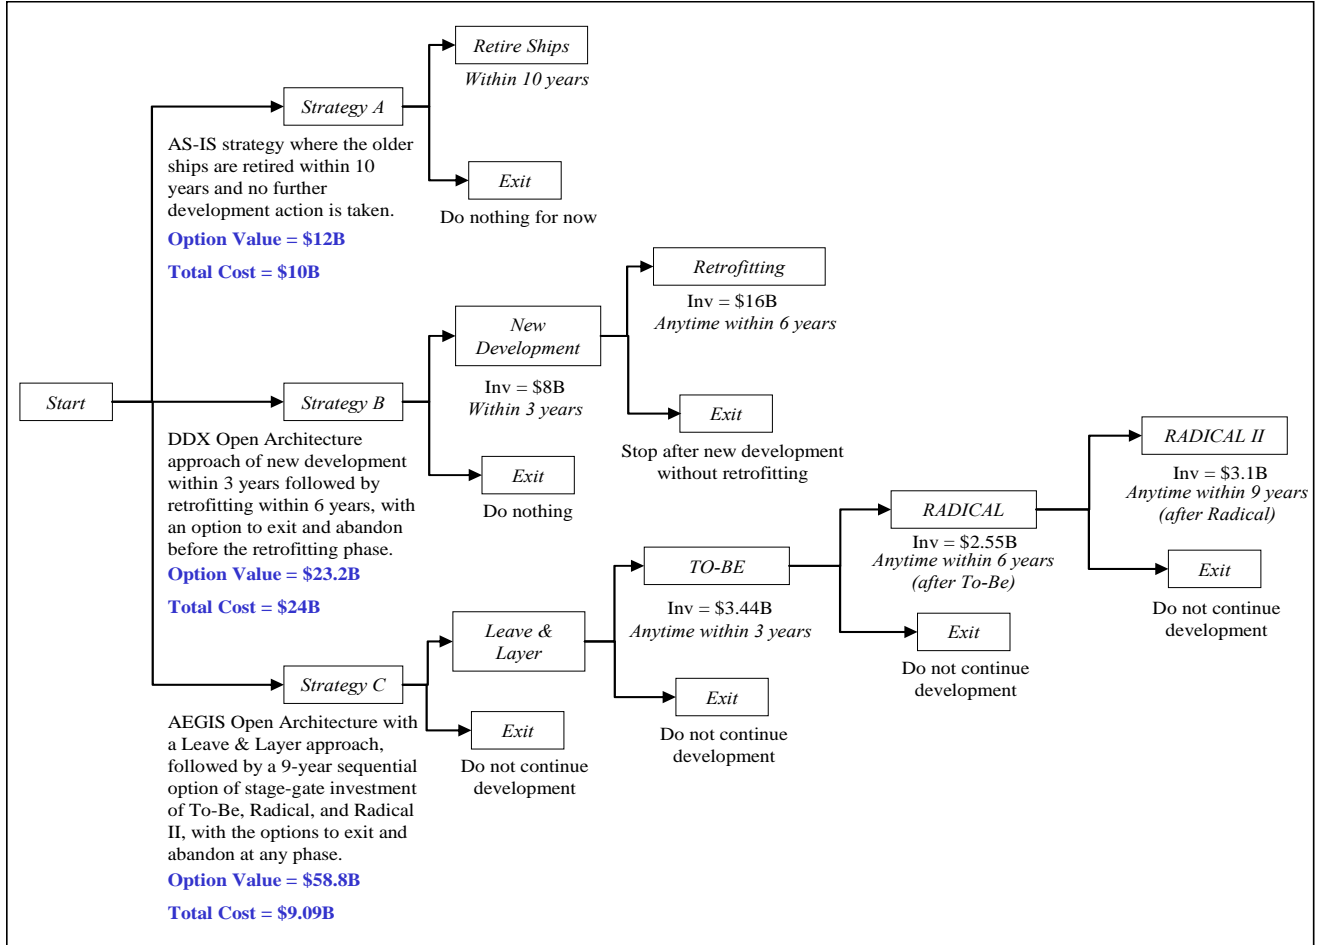 Retire Ships
Within 10 years
Strategy A
AS-IS strategy where the older
ships are retired within 10
years and no further
development action is taken.
Option Value = $12B
Total Cost = $10B
Exit
Do nothing for now
Retrofitting
Inv = $16B
Anytime within 6 years
New
Development
Inv = $8B
Within 3 years
Start
Strategy B
Exit
Stop after new development
without retrofitting
DDX Open Architecture
approach of new development
within 3 years followed by
retrofitting within 6 years, with
an option to exit and abandon
before the retrofitting phase.
Option Value = $23.2B
Total Cost = $24B
Exit
Do nothing
RADICAL II
Inv = $3.1B
Anytime within 9 years
(after Radical)
RADICAL
Inv = $2.55B
Anytime within 6 years
(after To-Be)
Exit
Do not continue
development
TO-BE
Inv = $3.44B
Anytime within 3 years
Exit
Do not continue
development
Leave &
Layer
Strategy C
Exit
Do not continue
development
Exit
Do not continue
development
AEGIS Open Architecture with
a Leave & Layer approach,
followed by a 9-year sequential
option of stage-gate investment
of To-Be, Radical, and Radical
II, with the options to exit and
abandon at any phase.
Option Value = $58.8B
Total Cost = $9.09B